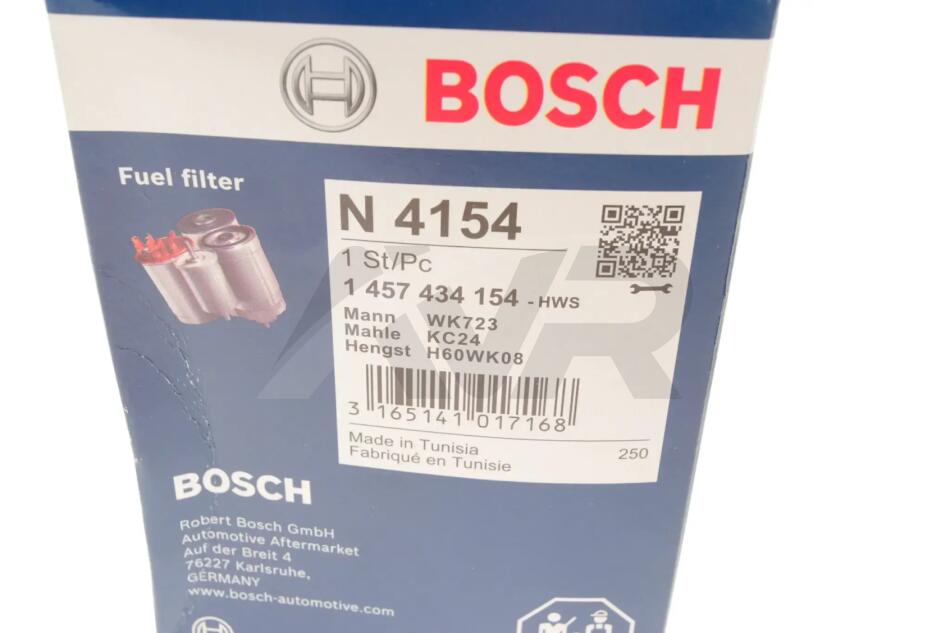 BOSCH
Fuel filter
N 4154
1 St/Pc
1 457 434 154 - HWS
Mann WK723
Mahle KC24
Hengst H60WK08
3 165141 017168
Made in Tunisia
Fabriqué en Tunisie
250
BOSCH
Robert Bosch GmbH
Automotive Aftermarket
Auf der Breit 4
76227 Karlsruhe,
GERMANY
www.bosch-automotive.com
AVR